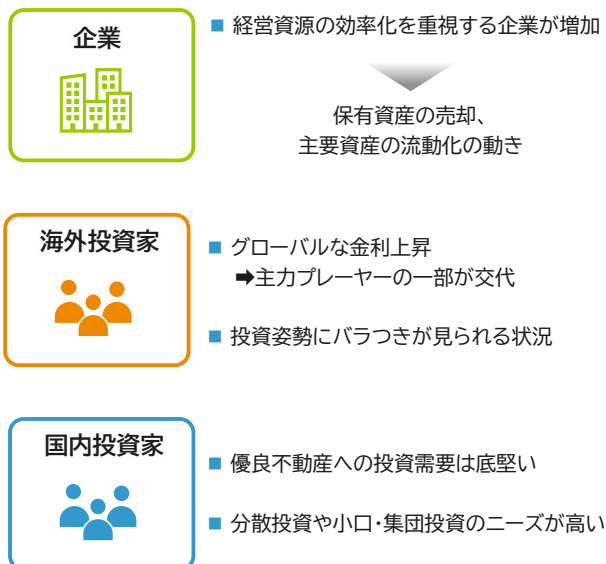 企業
■ 経営資源の効率化を重視する企業が増加
保有資産の売却、
主要資産の流動化の動き
海外投資家
■ グローバルな金利上昇
➡主力プレーヤーの一部が交代
■ 投資姿勢にバラつきが見られる状況
国内投資家
■ 優良不動産への投資需要は底堅い
■ 分散投資や小口・集団投資のニーズが高い